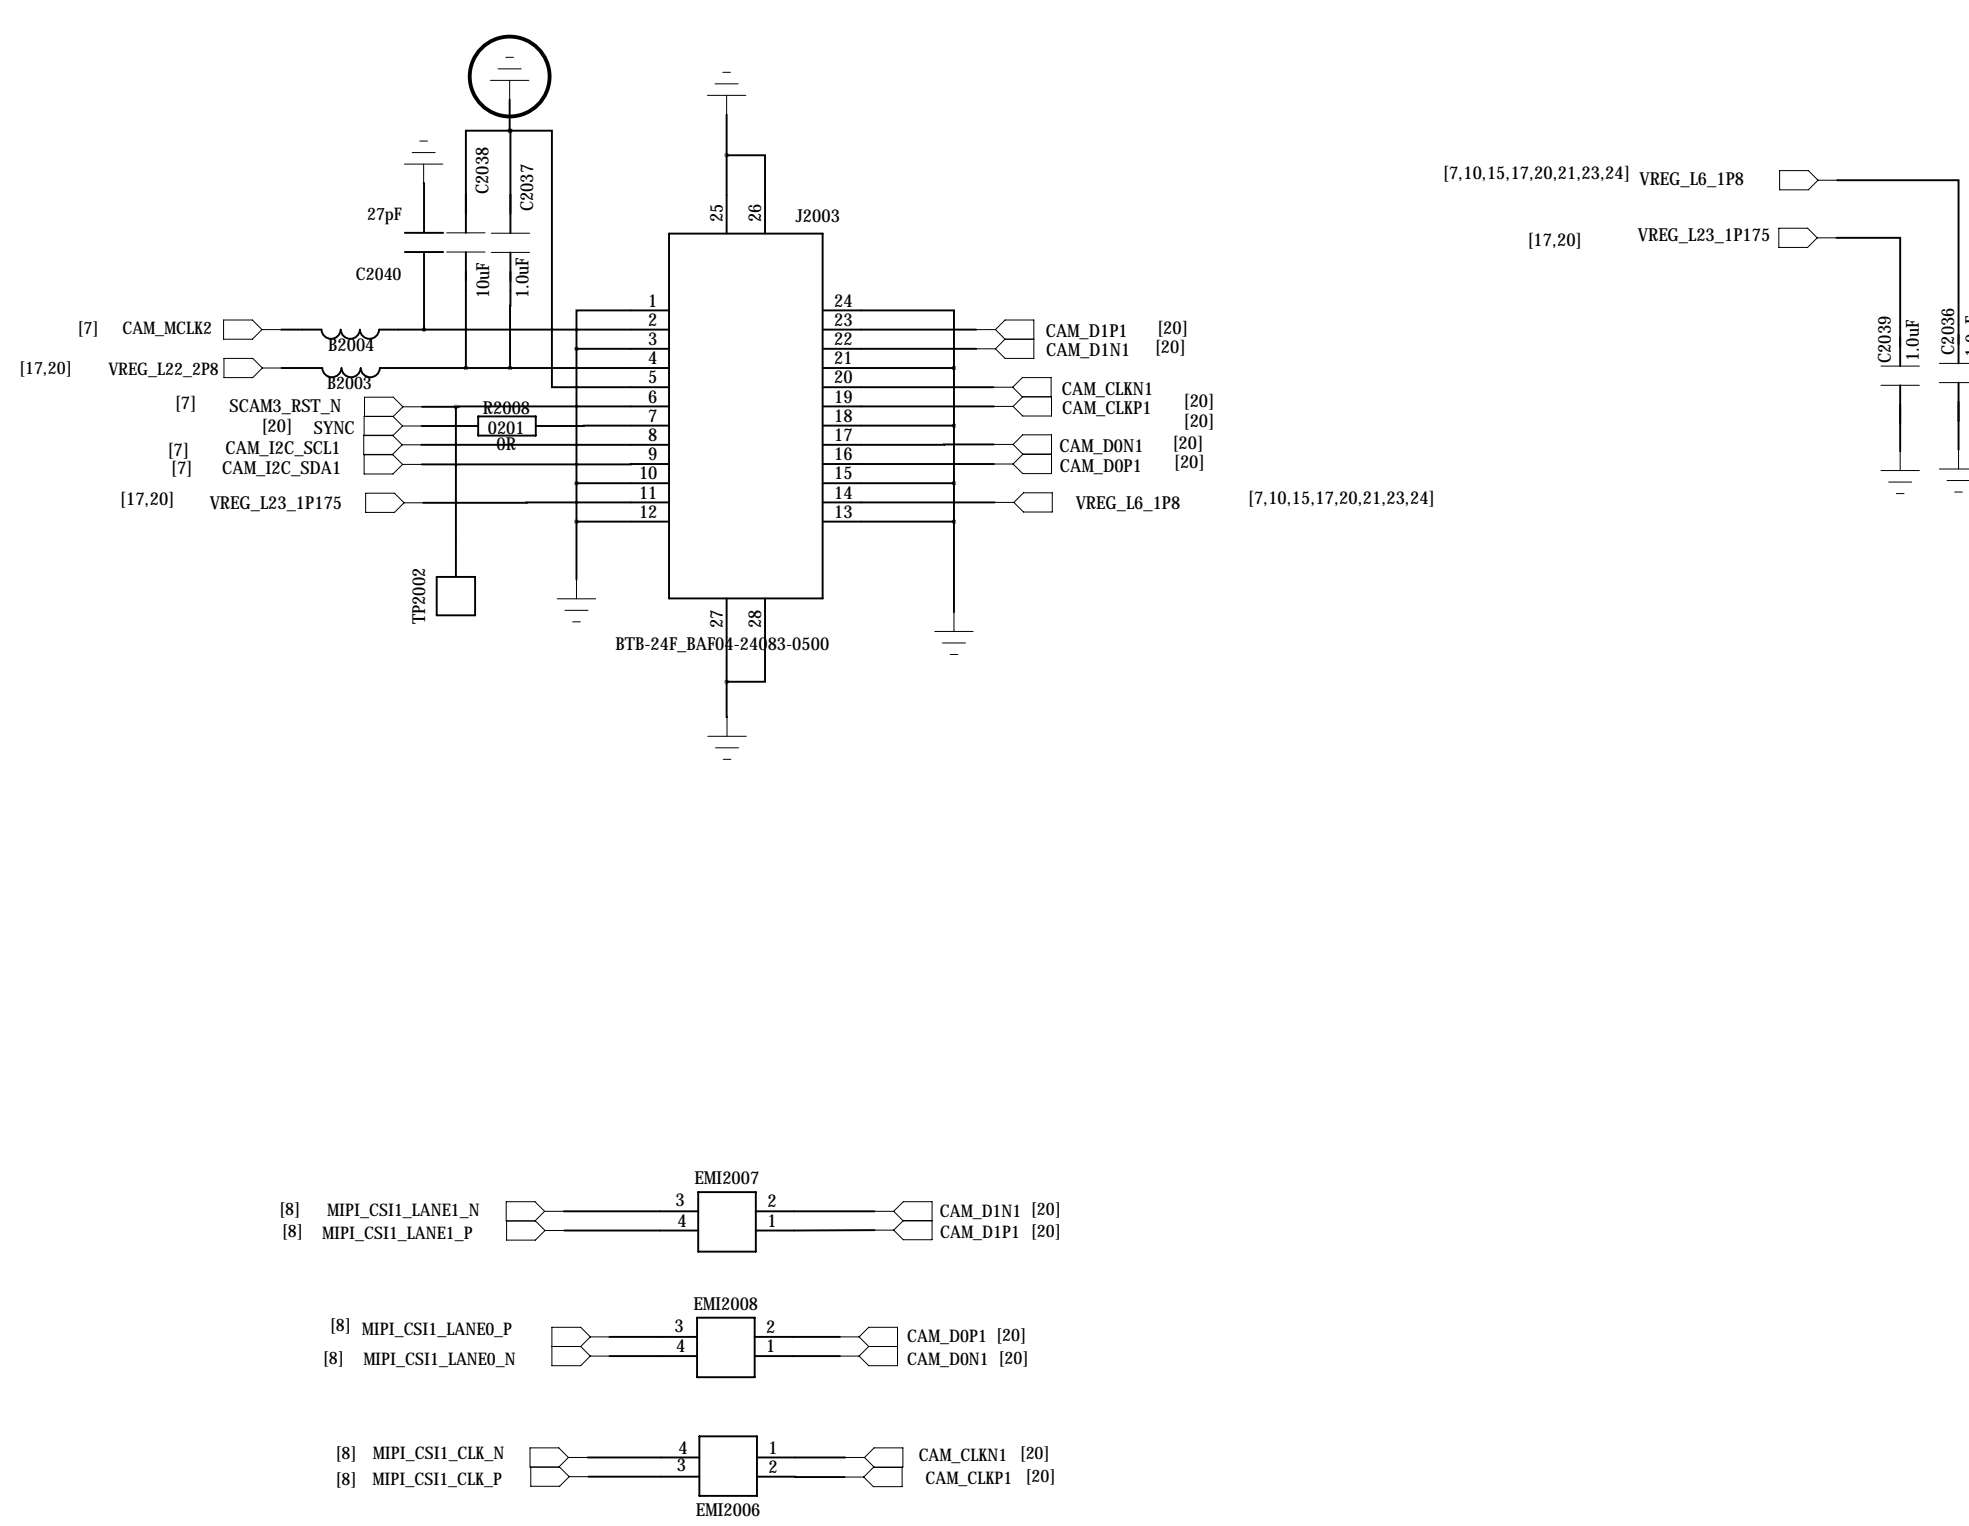 C2038
C2037
27pF
C2040
10uF
1.0uF
25
26
J2003
[7,10,15,17,20,21,23,24] VREG_L6_1P8
[17,20] VREG_L23_1P175
C2039
1.0uF
C2036
[7] CAM_MCLK2
B2004
[17,20] VREG_L22_2P8
B2003
[7] SCAM3_RST_N
R2008
[20] SYNC
0201
0R
[7] CAM_I2C_SCL1
[7] CAM_I2C_SDA1
[17,20] VREG_L23_1P175
TP2002
1
2
3
4
5
6
7
8
9
10
11
12
24
23
22
21
20
19
18
17
16
15
14
13
CAM_D1P1 [20]
CAM_D1N1 [20]
CAM_CLKN1
CAM_CLKP1 [20]
[20]
CAM_D0N1 [20]
CAM_D0P1 [20]
VREG_L6_1P8 [7,10,15,17,20,21,23,24]
27
28
BTB-24F_BAF04-24083-0500
EMI2007
[8] MIPI_CSI1_LANE1_N 3 2 CAM_D1N1 [20]
[8] MIPI_CSI1_LANE1_P 4 1 CAM_D1P1 [20]
EMI2008
[8] MIPI_CSI1_LANE0_P 3 2 CAM_D0P1 [20]
[8] MIPI_CSI1_LANE0_N 4 1 CAM_D0N1 [20]
[8] MIPI_CSI1_CLK_N 4 1 CAM_CLKN1 [20]
[8] MIPI_CSI1_CLK_P 3 2 CAM_CLKP1 [20]
EMI2006